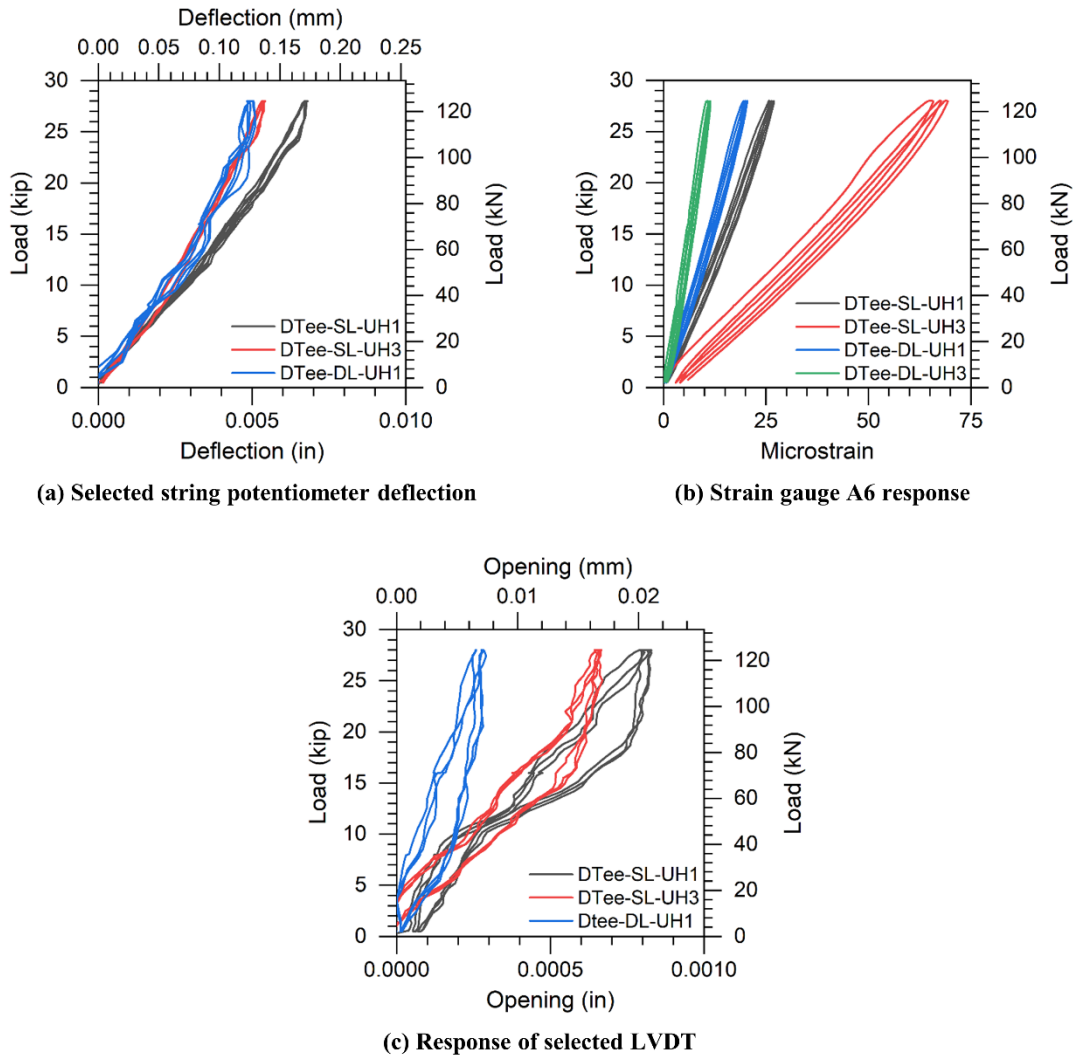 Deflection (mm)
0.00 0.05 0.10 0.15 0.20 0.25
30
25
20
15
10
5
0
Load (kip)
120
100
80
60
40
20
0
Load (kN)
DTee-SL-UH1
DTee-SL-UH3
DTee-DL-UH1
0.000 0.005 0.010
Deflection (in)
(a) Selected string potentiometer deflection
30
25
20
15
10
5
0
Load (kip)
120
100
80
60
40
20
0
Load (kN)
DTee-SL-UH1
DTee-SL-UH3
DTee-DL-UH1
DTee-DL-UH3
0 25 50 75
Microstrain
(b) Strain gauge A6 response
Opening (mm)
0.00 0.01 0.02
30
25
20
15
10
5
0
Load (kip)
120
100
80
60
40
20
0
Load (kN)
DTee-SL-UH1
DTee-SL-UH3
Dtee-DL-UH1
0.0000 0.0005 0.0010
Opening (in)
(c) Response of selected LVDT